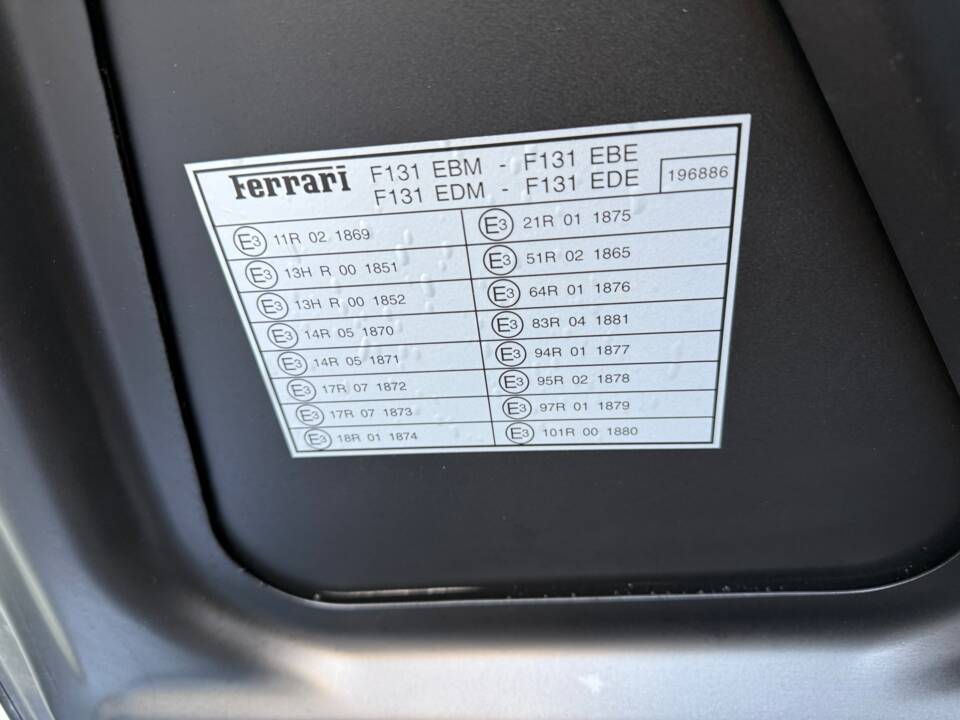 Ferrari F131 EBM - F131 EBE
F131 EDM - F131 EDE
196886
E3 11R 02 1869
E3 13H R 00 1851
E3 13H R 00 1852
E3 14R 05 1870
E3 14R 05 1871
E3 17R 07 1872
E3 17R 07 1873
E3 18R 01 1874
E3 21R 01 1875
E3 51R 02 1865
E3 64R 01 1876
E3 83R 04 1881
E3 94R 01 1877
E3 95R 02 1878
E3 97R 01 1879
E3 101R 00 1880